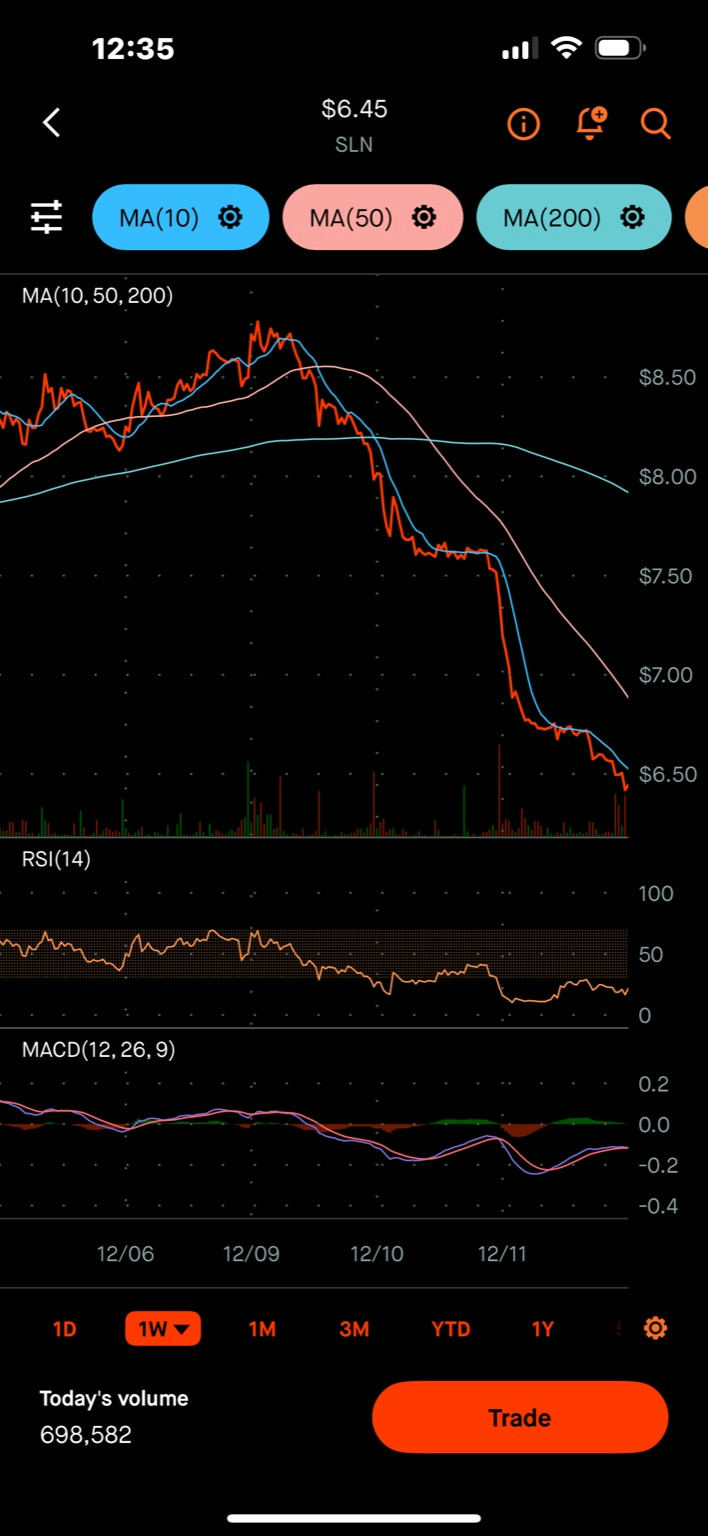 12:35
$6.45
SLN
MA(10) MA(50) MA(200)
MA(10,50,200)
$8.50
$8.00
$7.50
$7.00
$6.50
RSI(14)
100
50
0
MACD(12,26,9)
0.2
0.0
-0.2
-0.4
12/06 12/09 12/10 12/11
1D 1W 1M 3M YTD 1Y
Today's volume
698,582
Trade